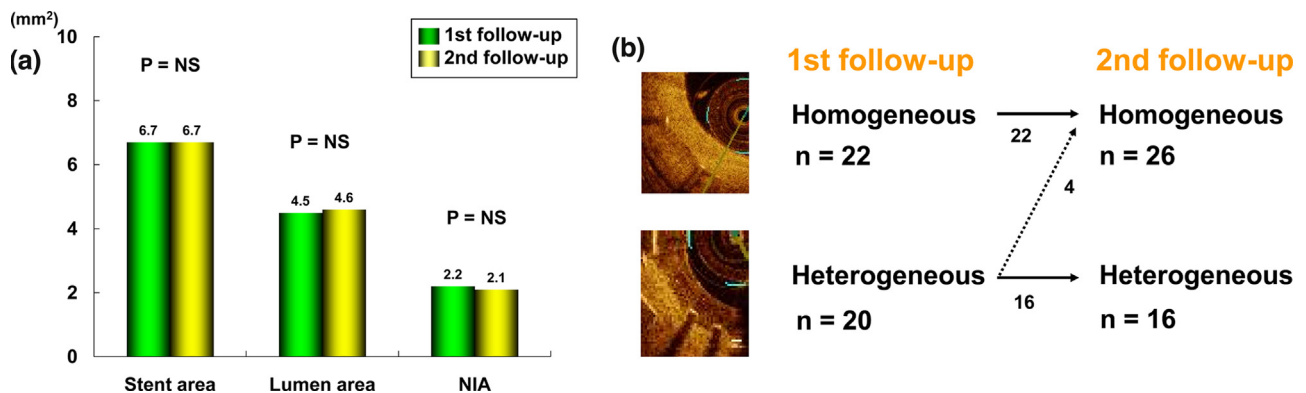 (mm²)
(a)
10
8
6
4
2
0
1st follow-up
2nd follow-up
P = NS
6.7
6.7
P = NS
4.5
4.6
P = NS
2.2
2.1
Stent area
Lumen area
NIA
(b)
1st follow-up
2nd follow-up
Homogeneous
22
Homogeneous
n = 22
n = 26
4
Heterogeneous
16
Heterogeneous
n = 20
n = 16